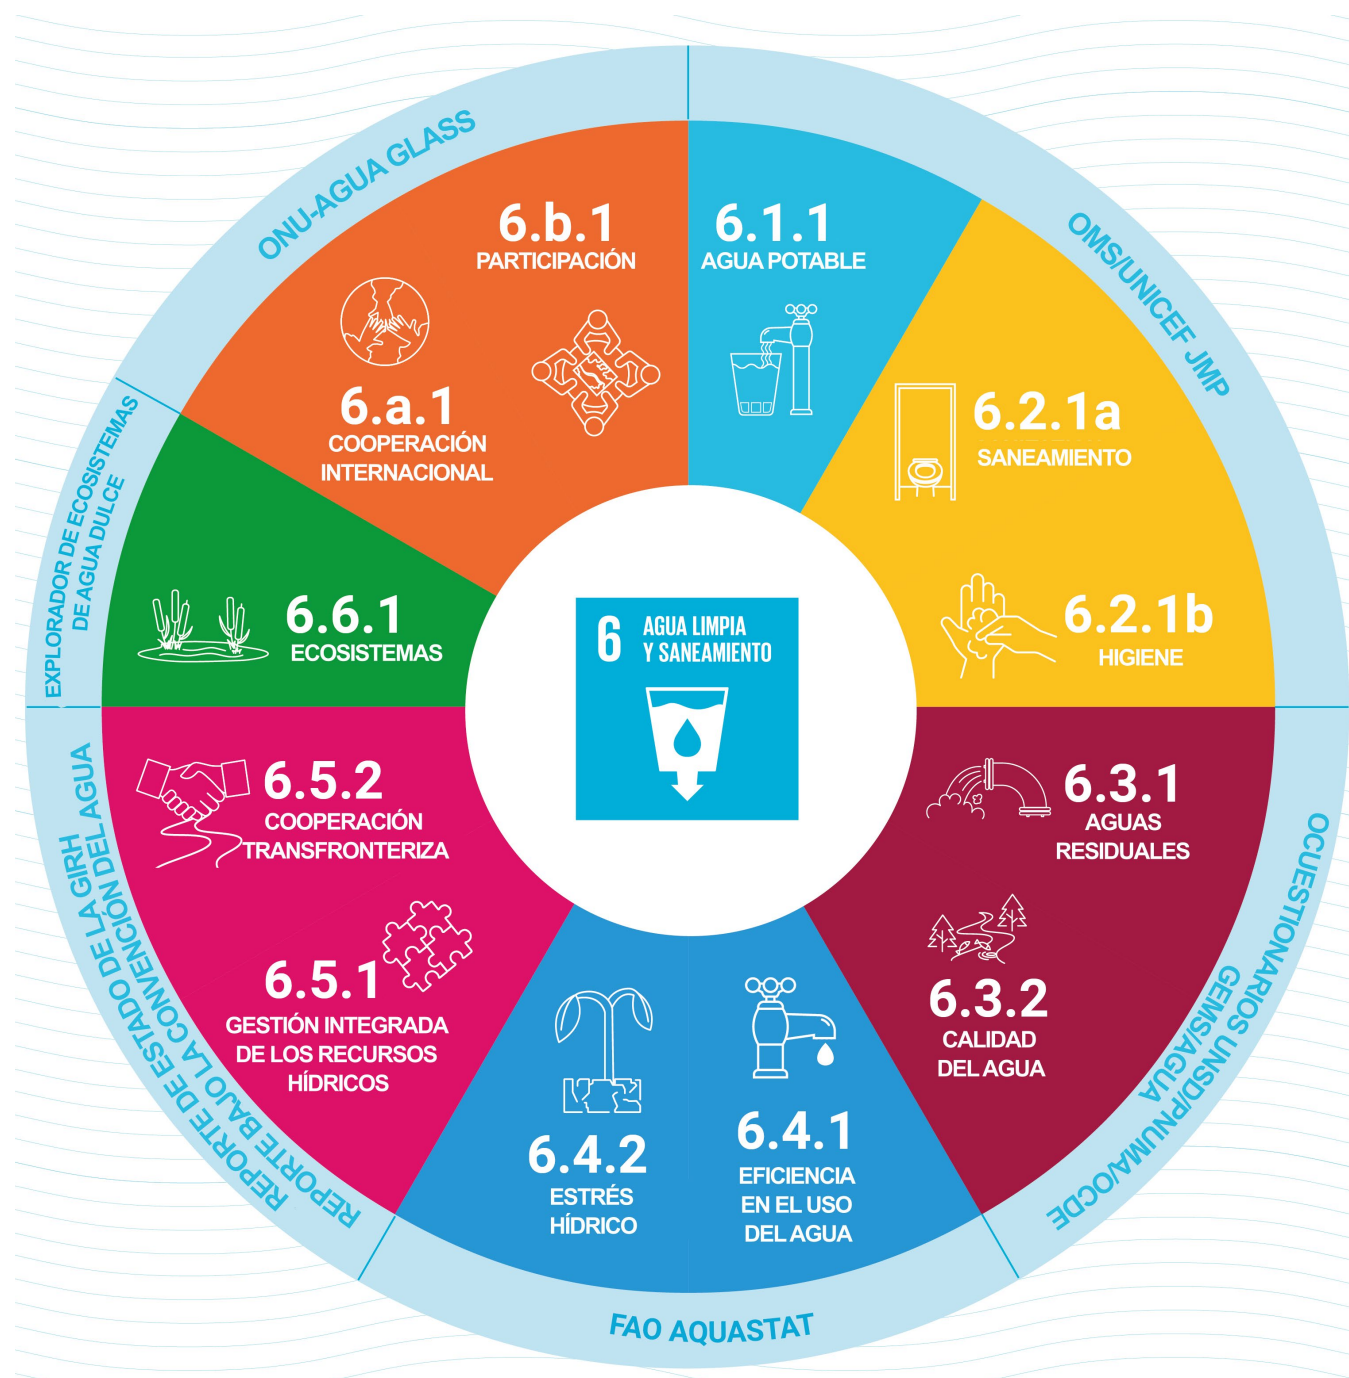 ONU-AGUA GLASS
OMS/UNICEF JMP
OCUESTIONARIOS UNSD/PNUMA/OCDE
GEMS/AGUA
FAO AQUASTAT
REPORTE DE ESTADO DE LA GIRH
REPORTE BAJO LA CONVENCIÓN DEL AGUA
EXPLORADOR DE ECOSISTEMAS
DE AGUA DULCE
6.1.1
AGUA POTABLE
6.2.1a
SANEAMIENTO
6.2.1b
HIGIENE
6.3.1
AGUAS
RESIDUALES
6.3.2
CALIDAD
DEL AGUA
6.4.1
EFICIENCIA
EN EL USO
DEL AGUA
6.4.2
ESTRÉS
HÍDRICO
6.5.1
GESTIÓN INTEGRADA
DE LOS RECURSOS
HÍDRICOS
6.5.2
COOPERACIÓN
TRANSFRONTERIZA
6.6.1
ECOSISTEMAS
6.a.1
COOPERACIÓN
INTERNACIONAL
6.b.1
PARTICIPACIÓN
6 AGUA LIMPIA
Y SANEAMIENTO